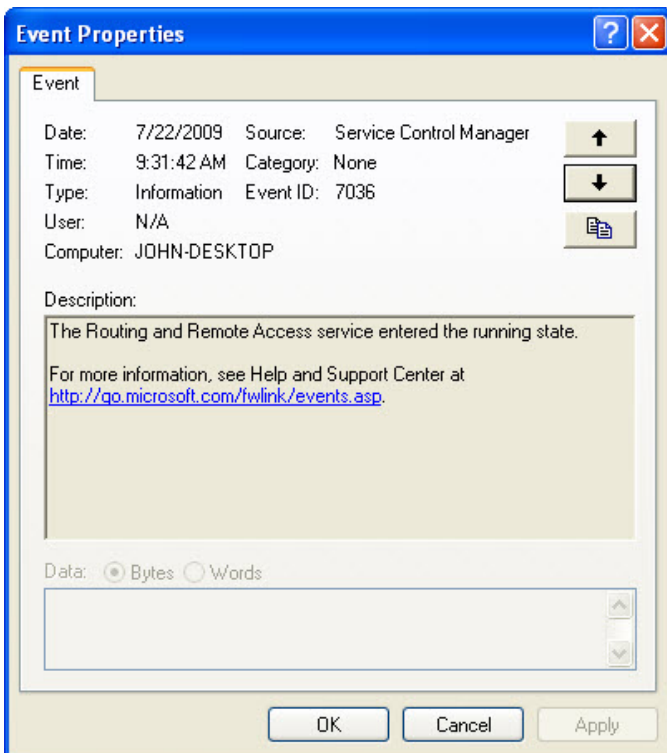 Event Properties
Event
Date: 7/22/2009 Source: Service Control Manager
Time: 9:31:42 AM Category: None
Type: Information Event ID: 7036
User: N/A
Computer: JOHN-DESKTOP
Description:
The Routing and Remote Access service entered the running state.
For more information, see Help and Support Center at
http://go.microsoft.com/fwlink/events.asp.
Data: Bytes Words
OK Cancel Apply